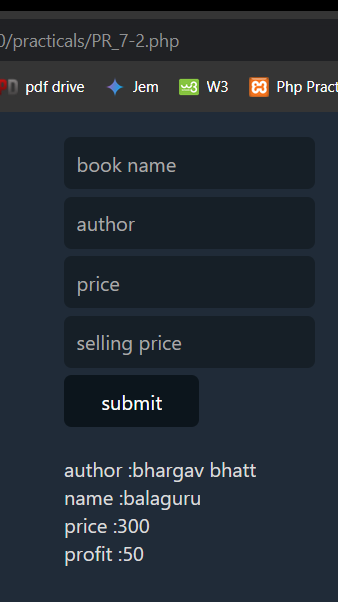 0/practicals/PR_7-2.php
pdf drive Jem W3 Php Pract
book name
author
price
selling price
submit
author :bhargav bhatt
name :balaguru
price :300
profit :50